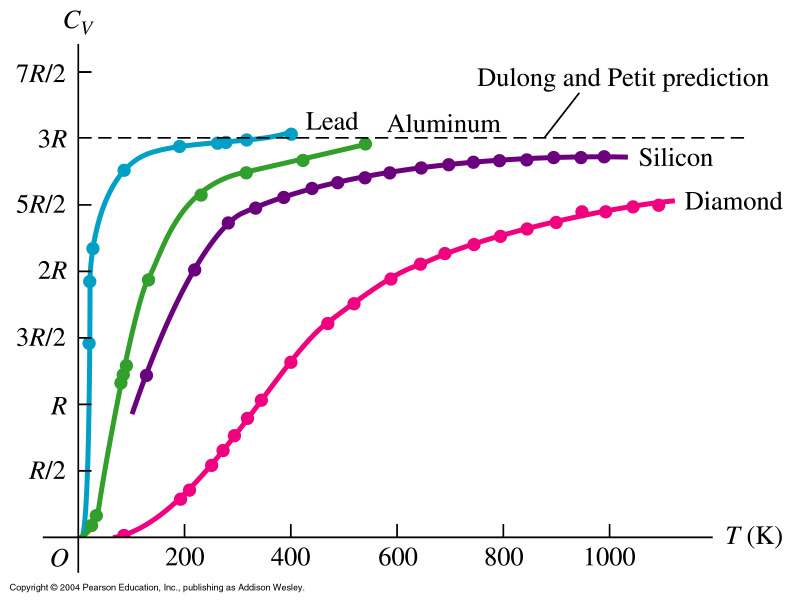 C_V
7R/2
Dulong and Petit prediction
Lead
Aluminum
3R
Silicon
5R/2
Diamond
2R
3R/2
R
R/2
O
200
400
600
800
1000
T (K)
Copyright © 2004 Pearson Education, Inc., publishing as Addison Wesley.